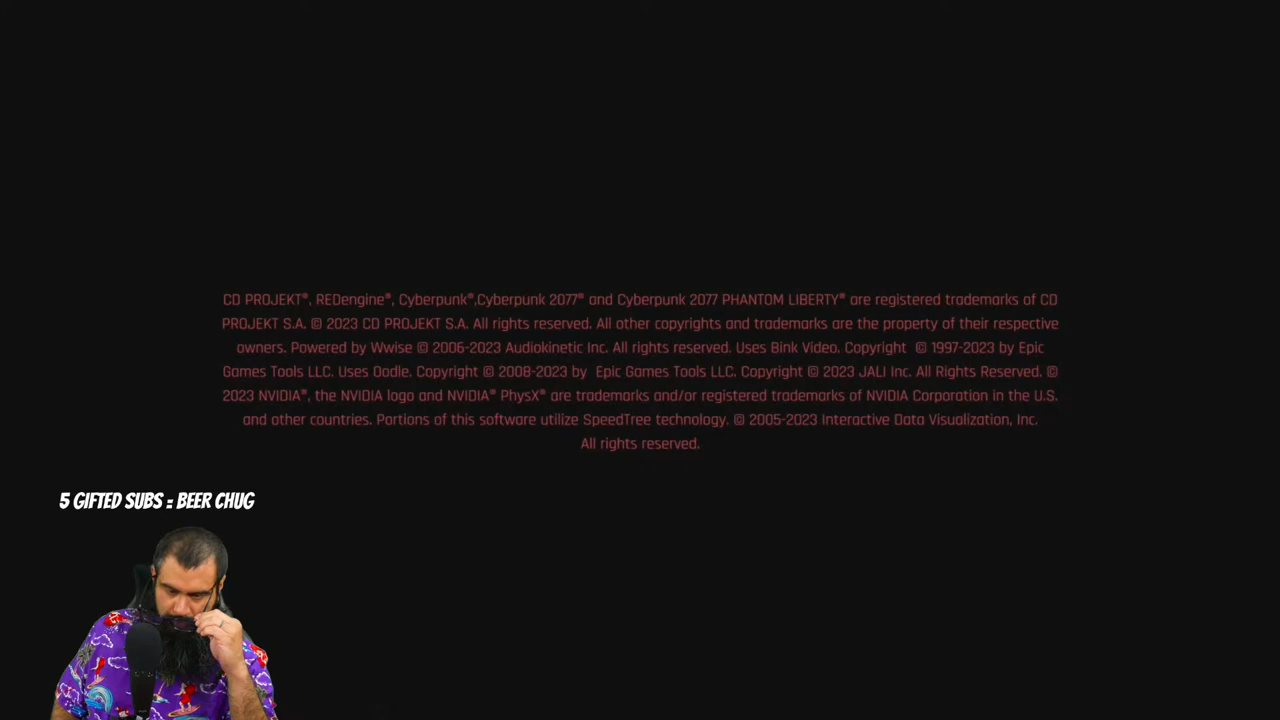 CD PROJEKT®, REDengine®, Cyberpunk®,Cyberpunk 2077® and Cyberpunk 2077 PHANTOM LIBERTY® are registered trademarks of CD
PROJEKT S.A. © 2023 CD PROJEKT S.A. All rights reserved. All other copyrights and trademarks are the property of their respective
owners. Powered by Wwise © 2006-2023 Audiokinetic Inc. All rights reserved. Uses Bink Video. Copyright © 1997-2023 by Epic
Games Tools LLC. Uses Oodle. Copyright © 2008-2023 by Epic Games Tools LLC. Copyright © 2023 JALI Inc. All Rights Reserved. ©
2023 NVIDIA®, the NVIDIA logo and NVIDIA® PhysX® are trademarks and/or registered trademarks of NVIDIA Corporation in the U.S.
and other countries. Portions of this software utilize SpeedTree technology. © 2005-2023 Interactive Data Visualization, Inc.
All rights reserved.
5 GIFTED SUBS = BEER CHUG